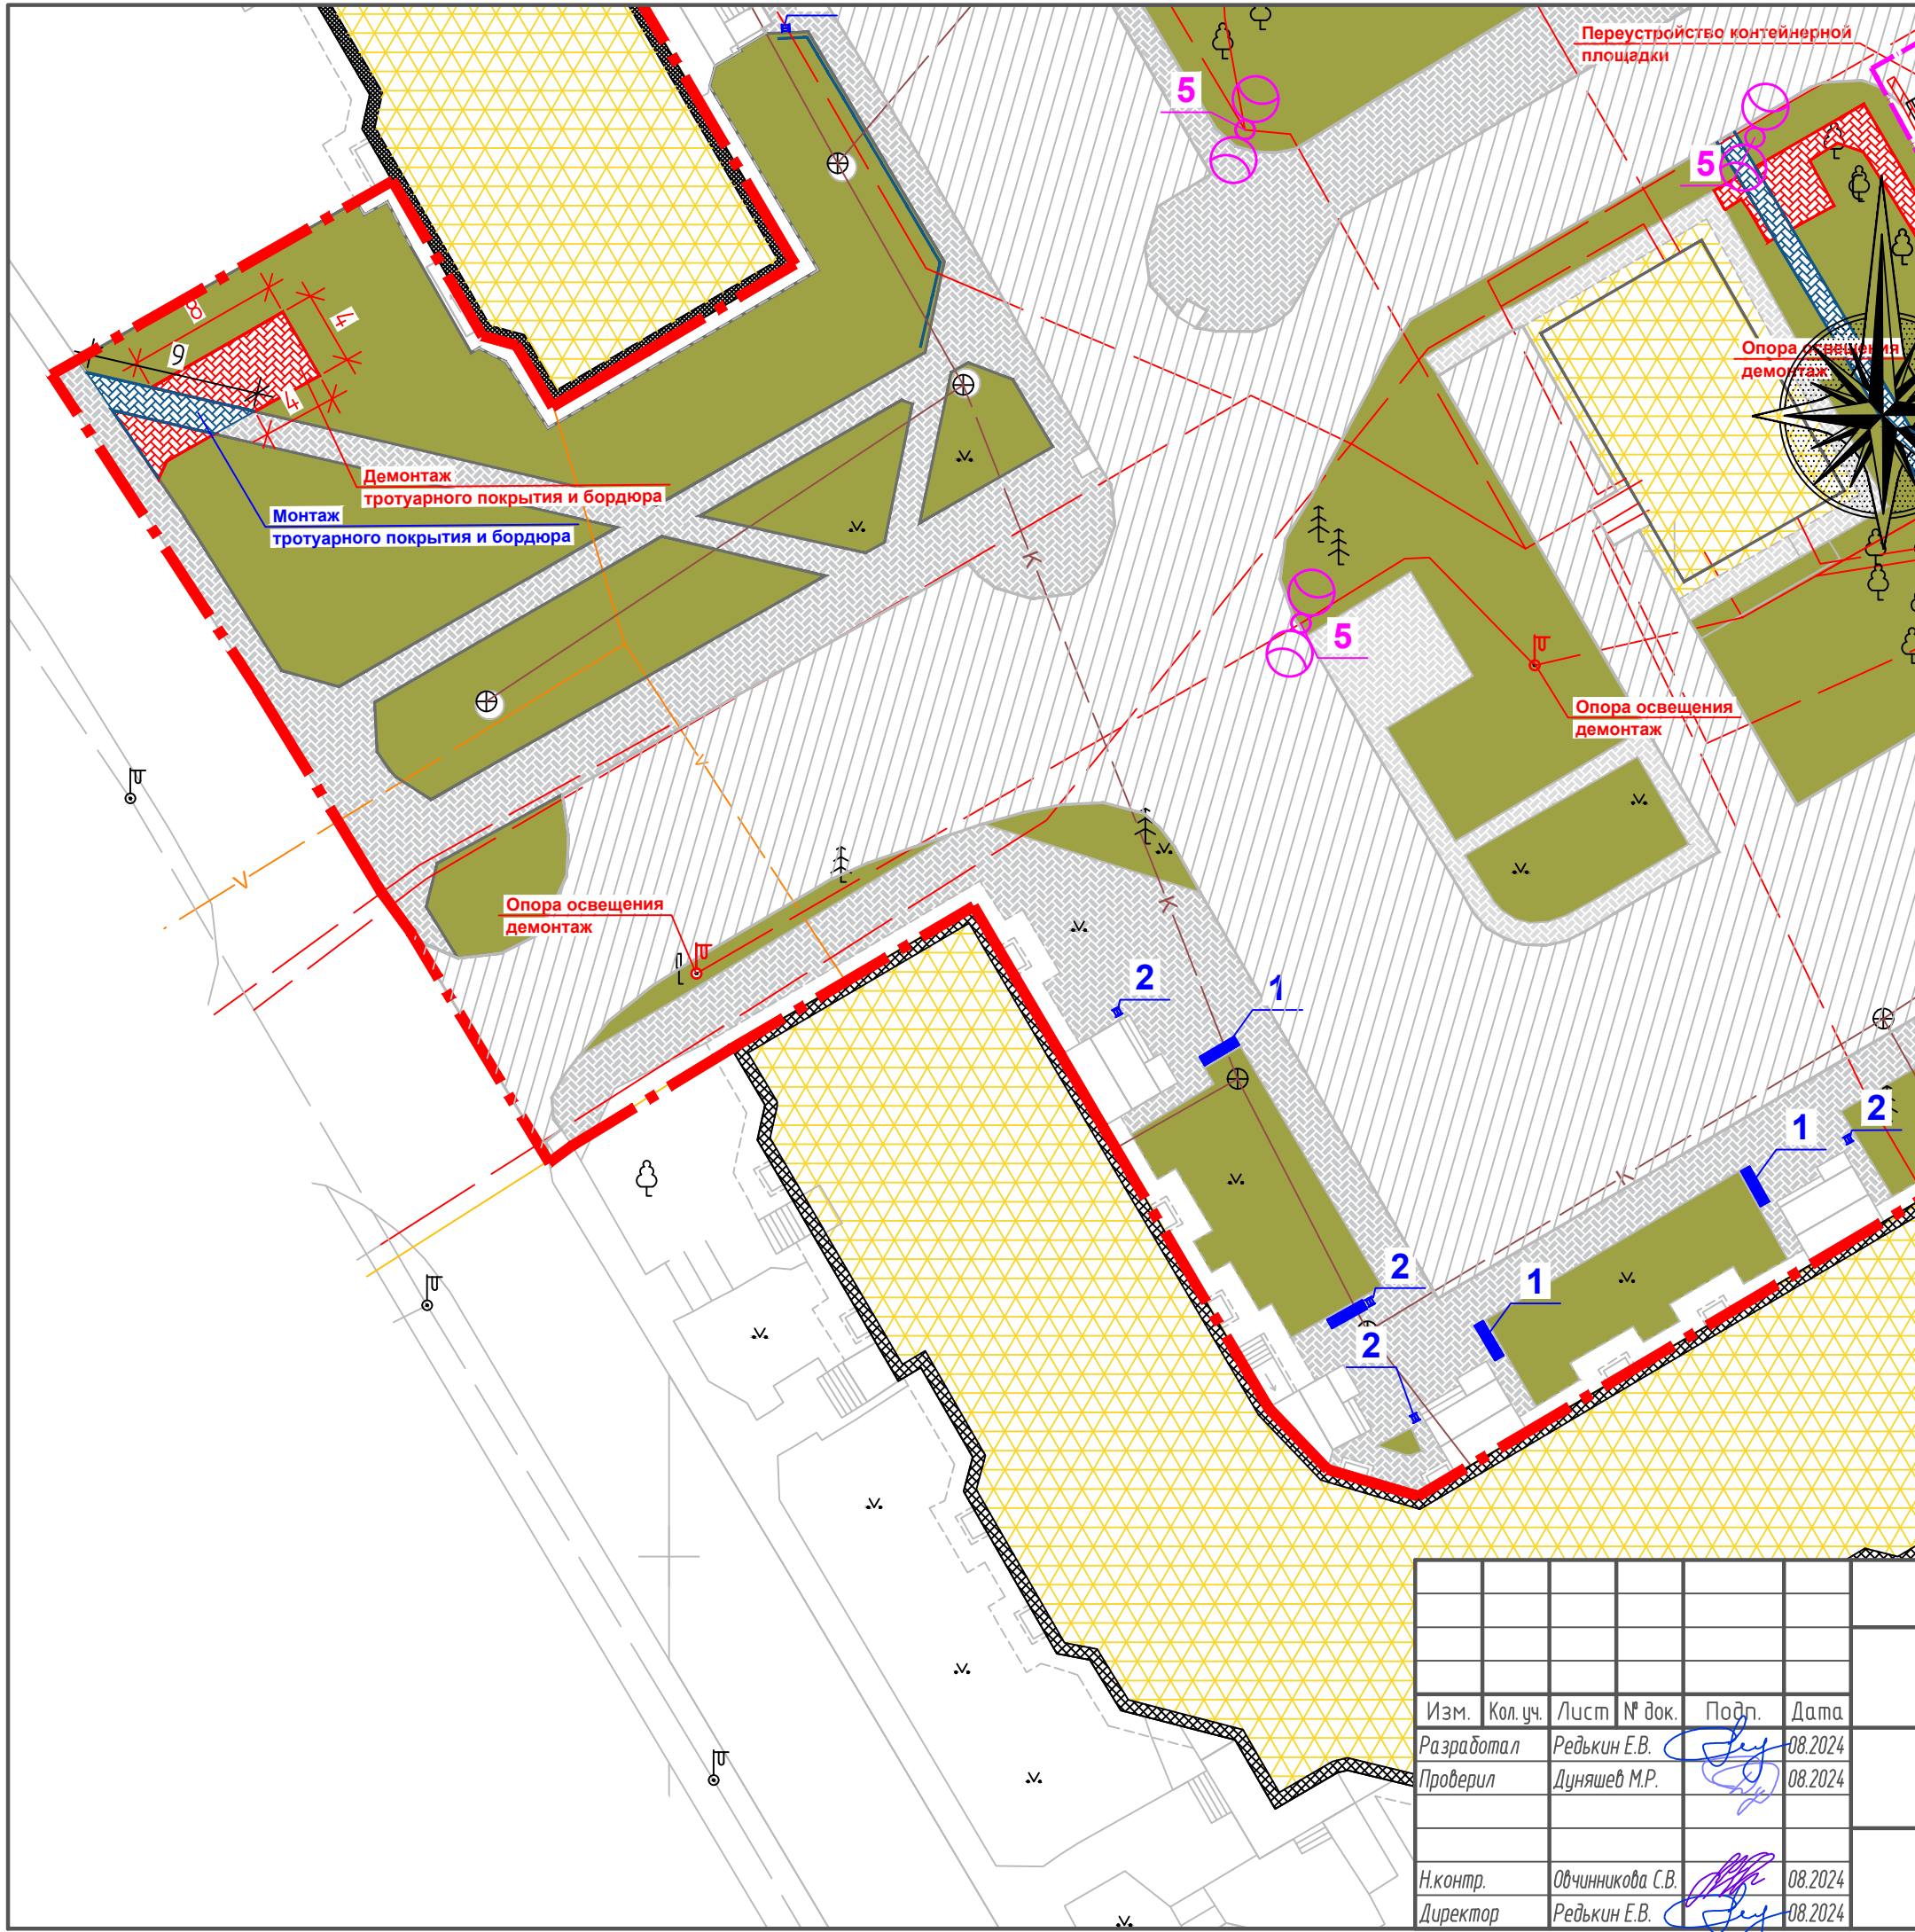 Переустройство контейнерной
площадки
5
5
8
4
6
4
Опора освещения
демонтаж
Демонтаж
тротуарного покрытия и бордюра
Монтаж
тротуарного покрытия и бордюра
К
5
Опора освещения
демонтаж
V
V
К
Опора освещения
демонтаж
2
1
2
1
К
2
1
2
Изм. Кол. уч. Лист № док. Подп. Дата
Разработал Редькин Е.В. 08.2024
Проверил Дуняшев М.Р. 08.2024
Н.контр. Овчинникова С.В. 08.2024
Директор Редькин Е.В. 08.2024